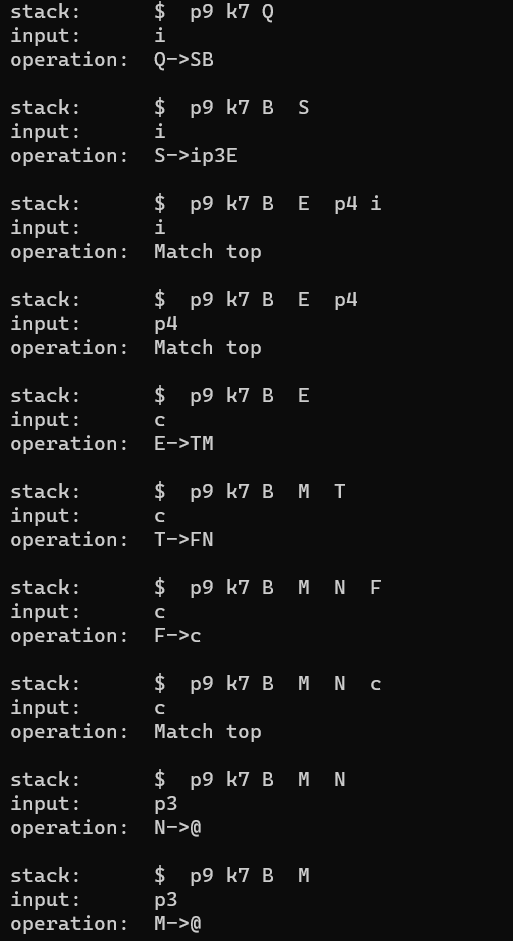 stack:      $  p9 k7 Q
input:      i
operation:  Q->SB
stack:      $  p9 k7 B  S
input:      i
operation:  S->ip3E
stack:      $  p9 k7 B  E  p4 i
input:      i
operation:  Match top
stack:      $  p9 k7 B  E  p4
input:      p4
operation:  Match top
stack:      $  p9 k7 B  E
input:      c
operation:  E->TM
stack:      $  p9 k7 B  M  T
input:      c
operation:  T->FN
stack:      $  p9 k7 B  M  N  F
input:      c
operation:  F->c
stack:      $  p9 k7 B  M  N  c
input:      c
operation:  Match top
stack:      $  p9 k7 B  M  N
input:      p3
operation:  N->@
stack:      $  p9 k7 B  M
input:      p3
operation:  M->@